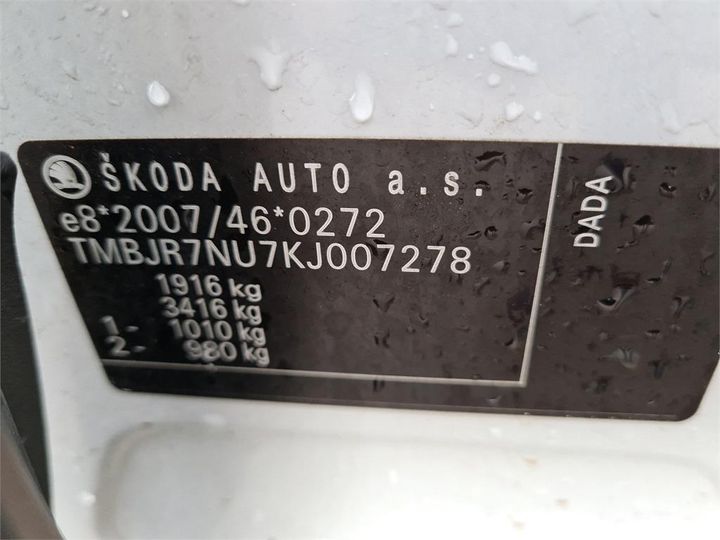 ŠKODA AUTO a.s.
e8*2007/46*0272
TMBJR7NU7KJ007278
1916 kg
3416 kg
1- 1010 kg
2- 980 kg
DADA